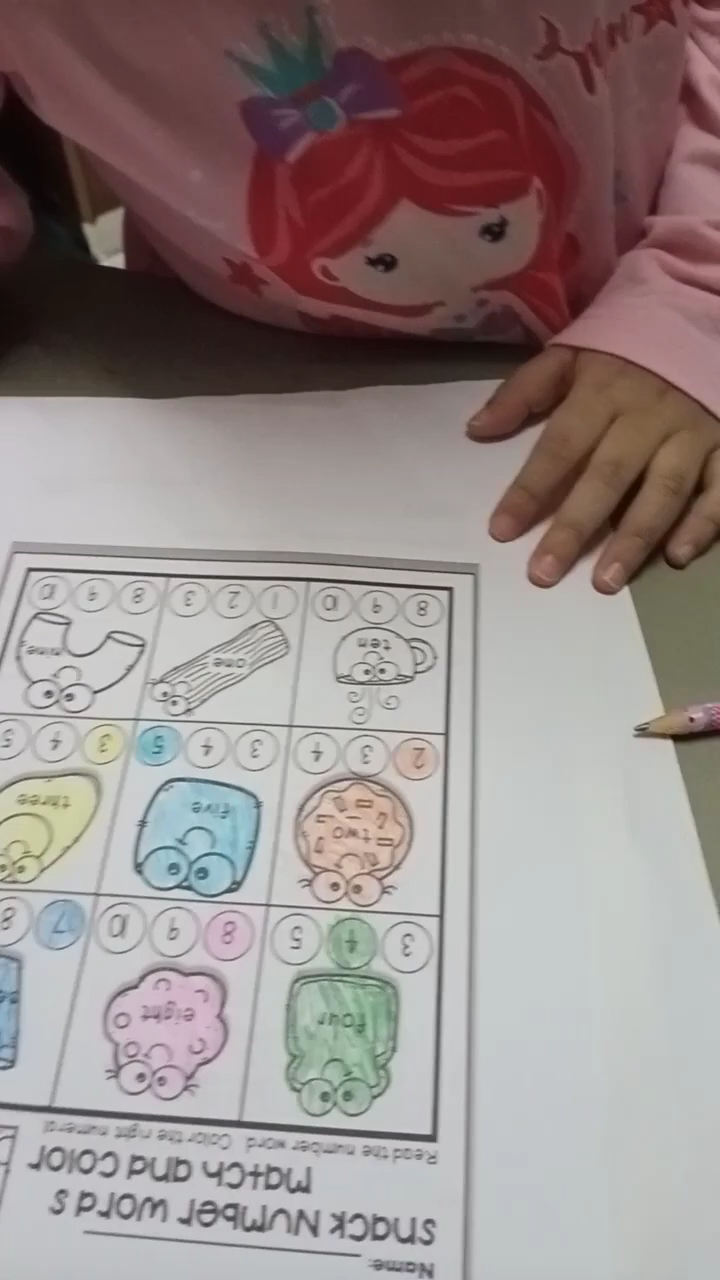 Name:
Snack Number Words
Match and Color
Read the number word. Color the right numeral
four
eight
3 4 5
8 9 10
7 8
two
five
three
2 3 4
3 4 5
3 4 5
ten
one
nine
8 9 10
1 2 3
8 9 10